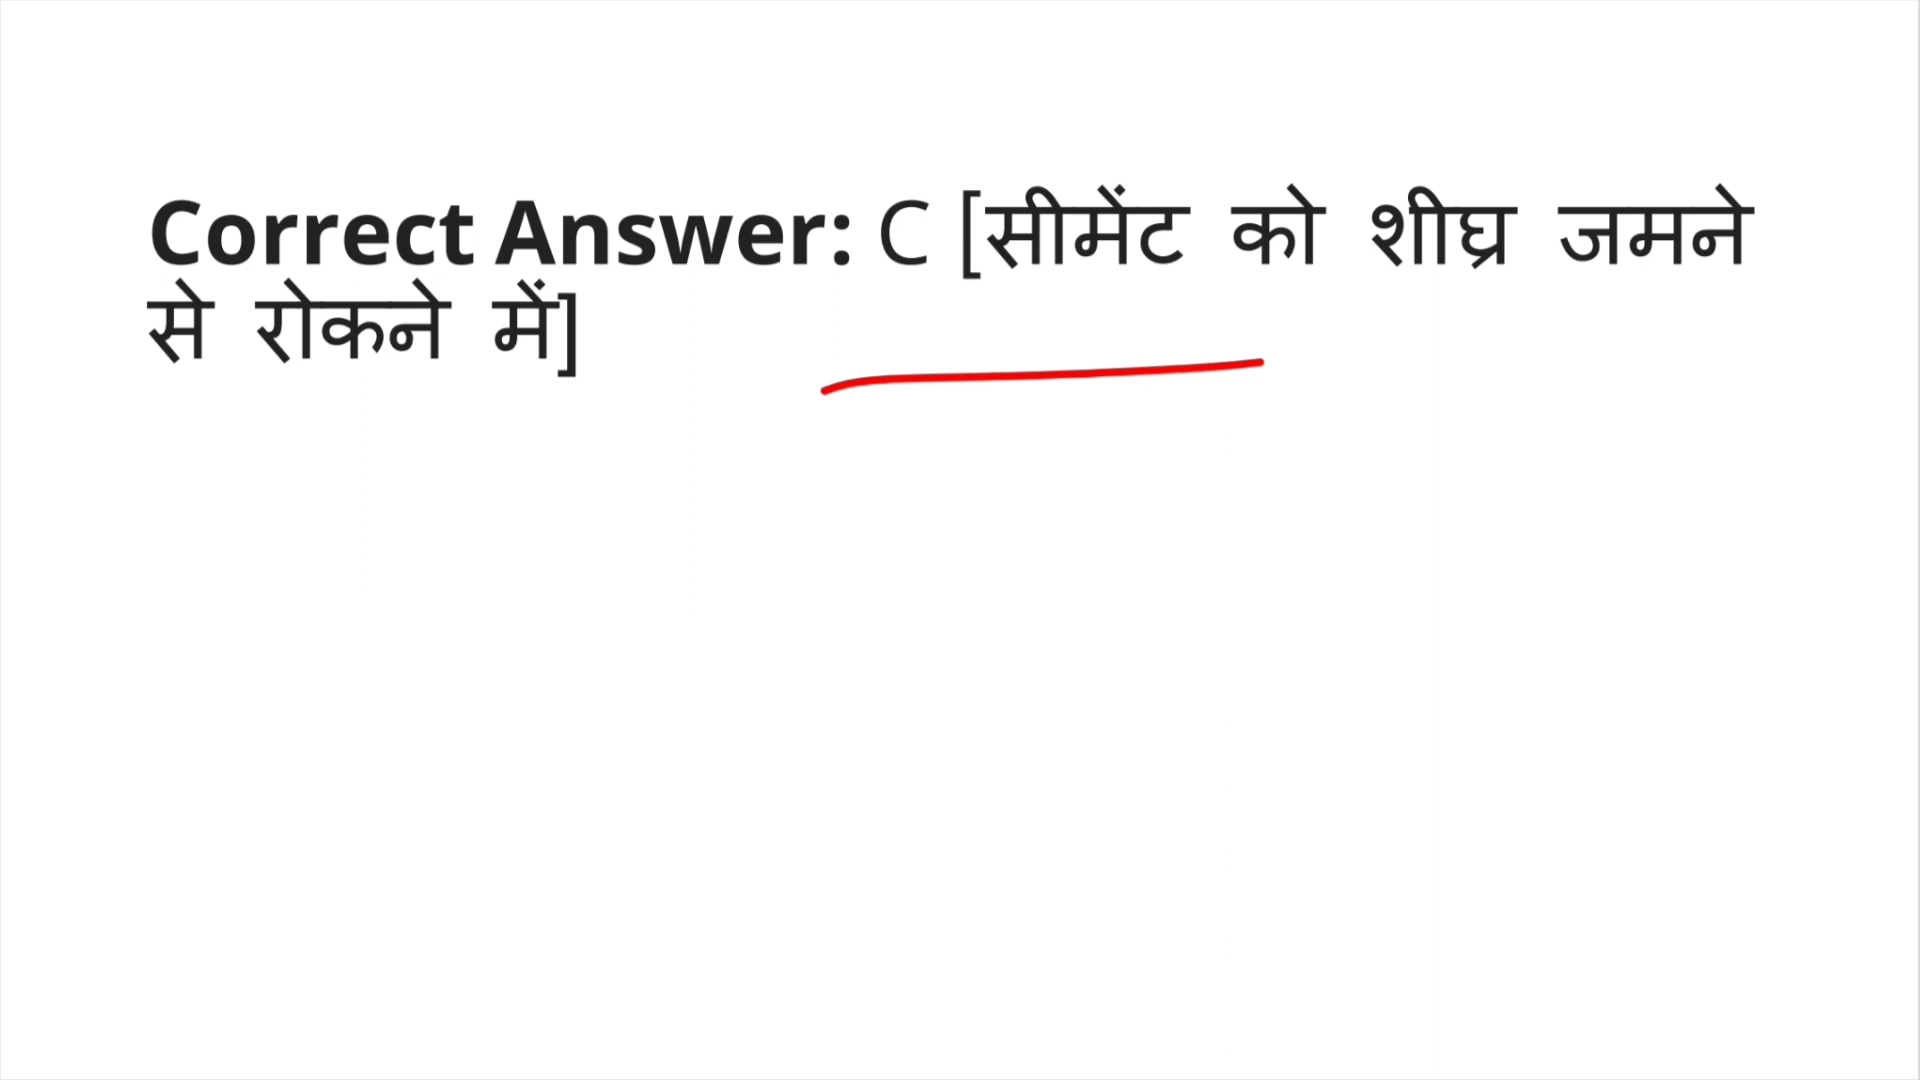 Correct Answer: C [सीमेंट को शीघ्र जमने
से रोकने में]